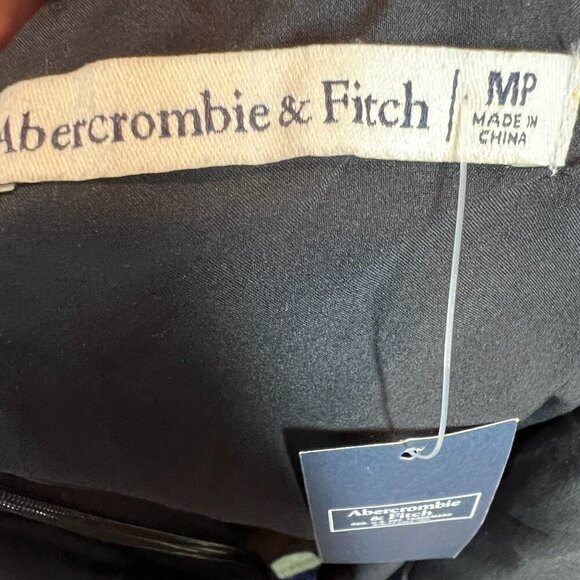 Abercrombie & Fitch
MP
MADE IN
CHINA
Abercrombie
& Fitch